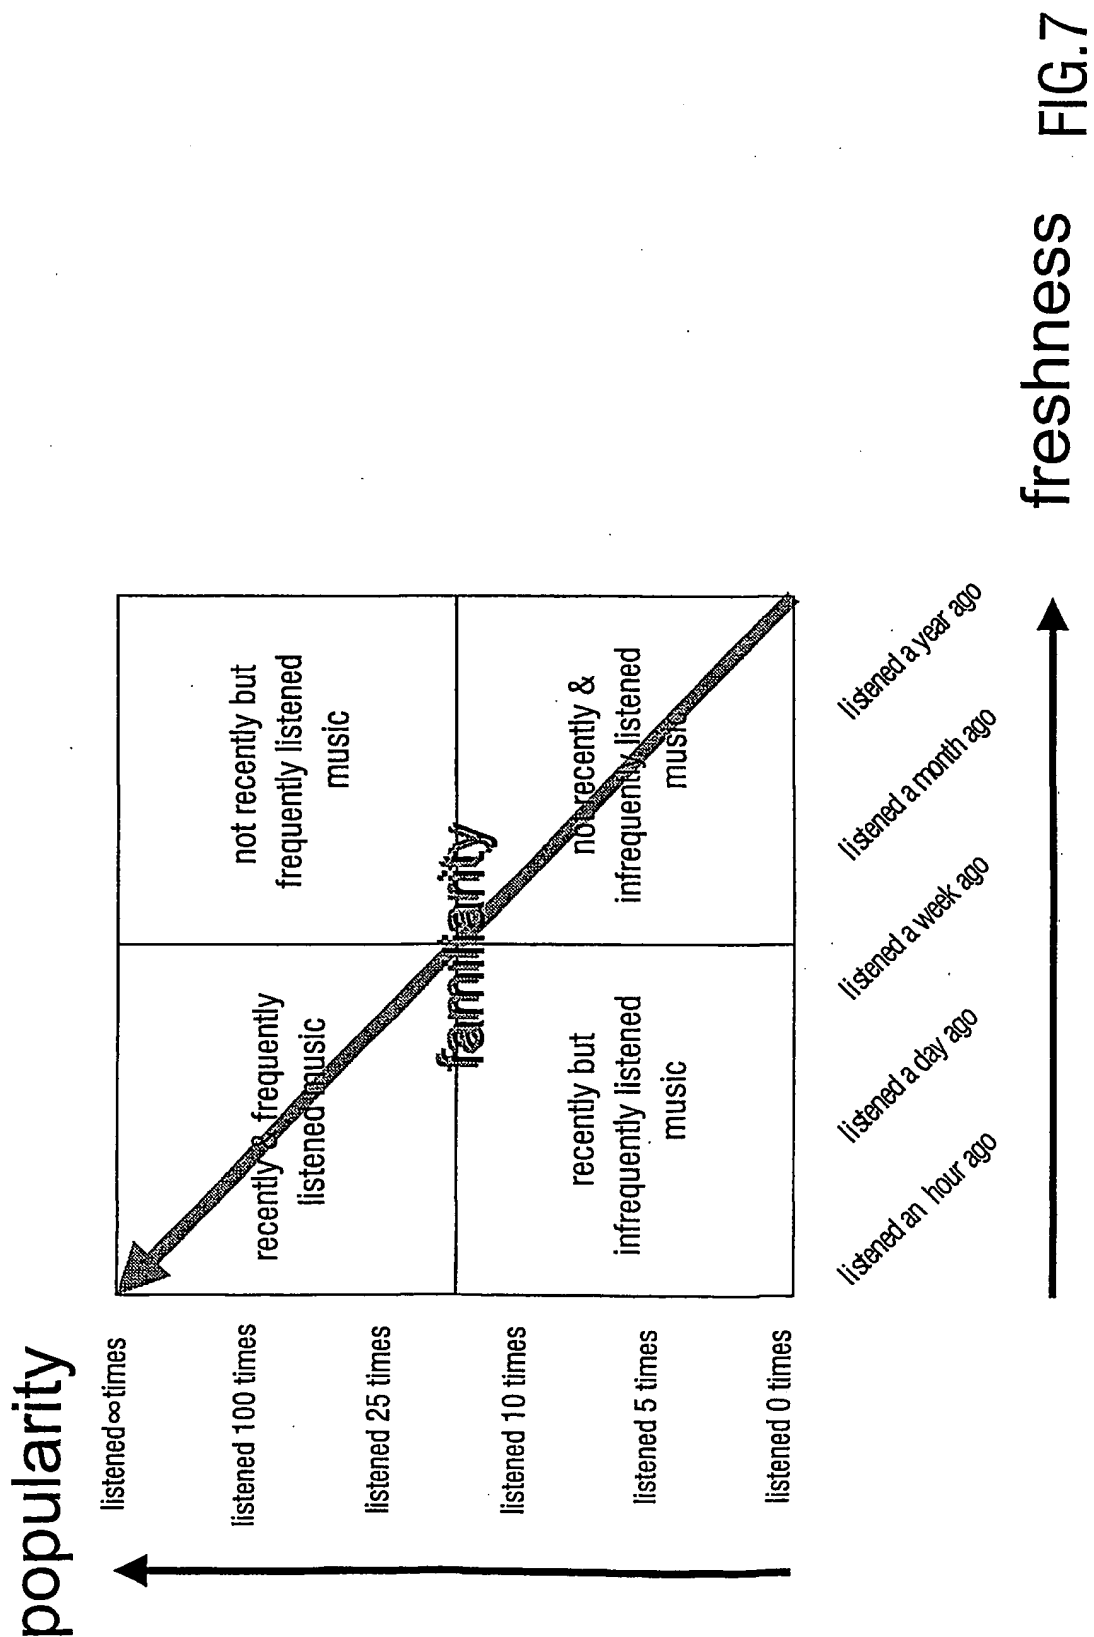 popularity
listened∞times
listened 100 times
listened 25 times
listened 10 times
listened 5 times
listened 0 times
recently & frequently
listened music
not recently but
frequently listened
music
familiarity
recently but
infrequently listened
music
not recently &
infrequently listened
music
listened an hour ago
listened a day ago
listened a week ago
listened a month ago
listened a year ago
freshness
FIG.7